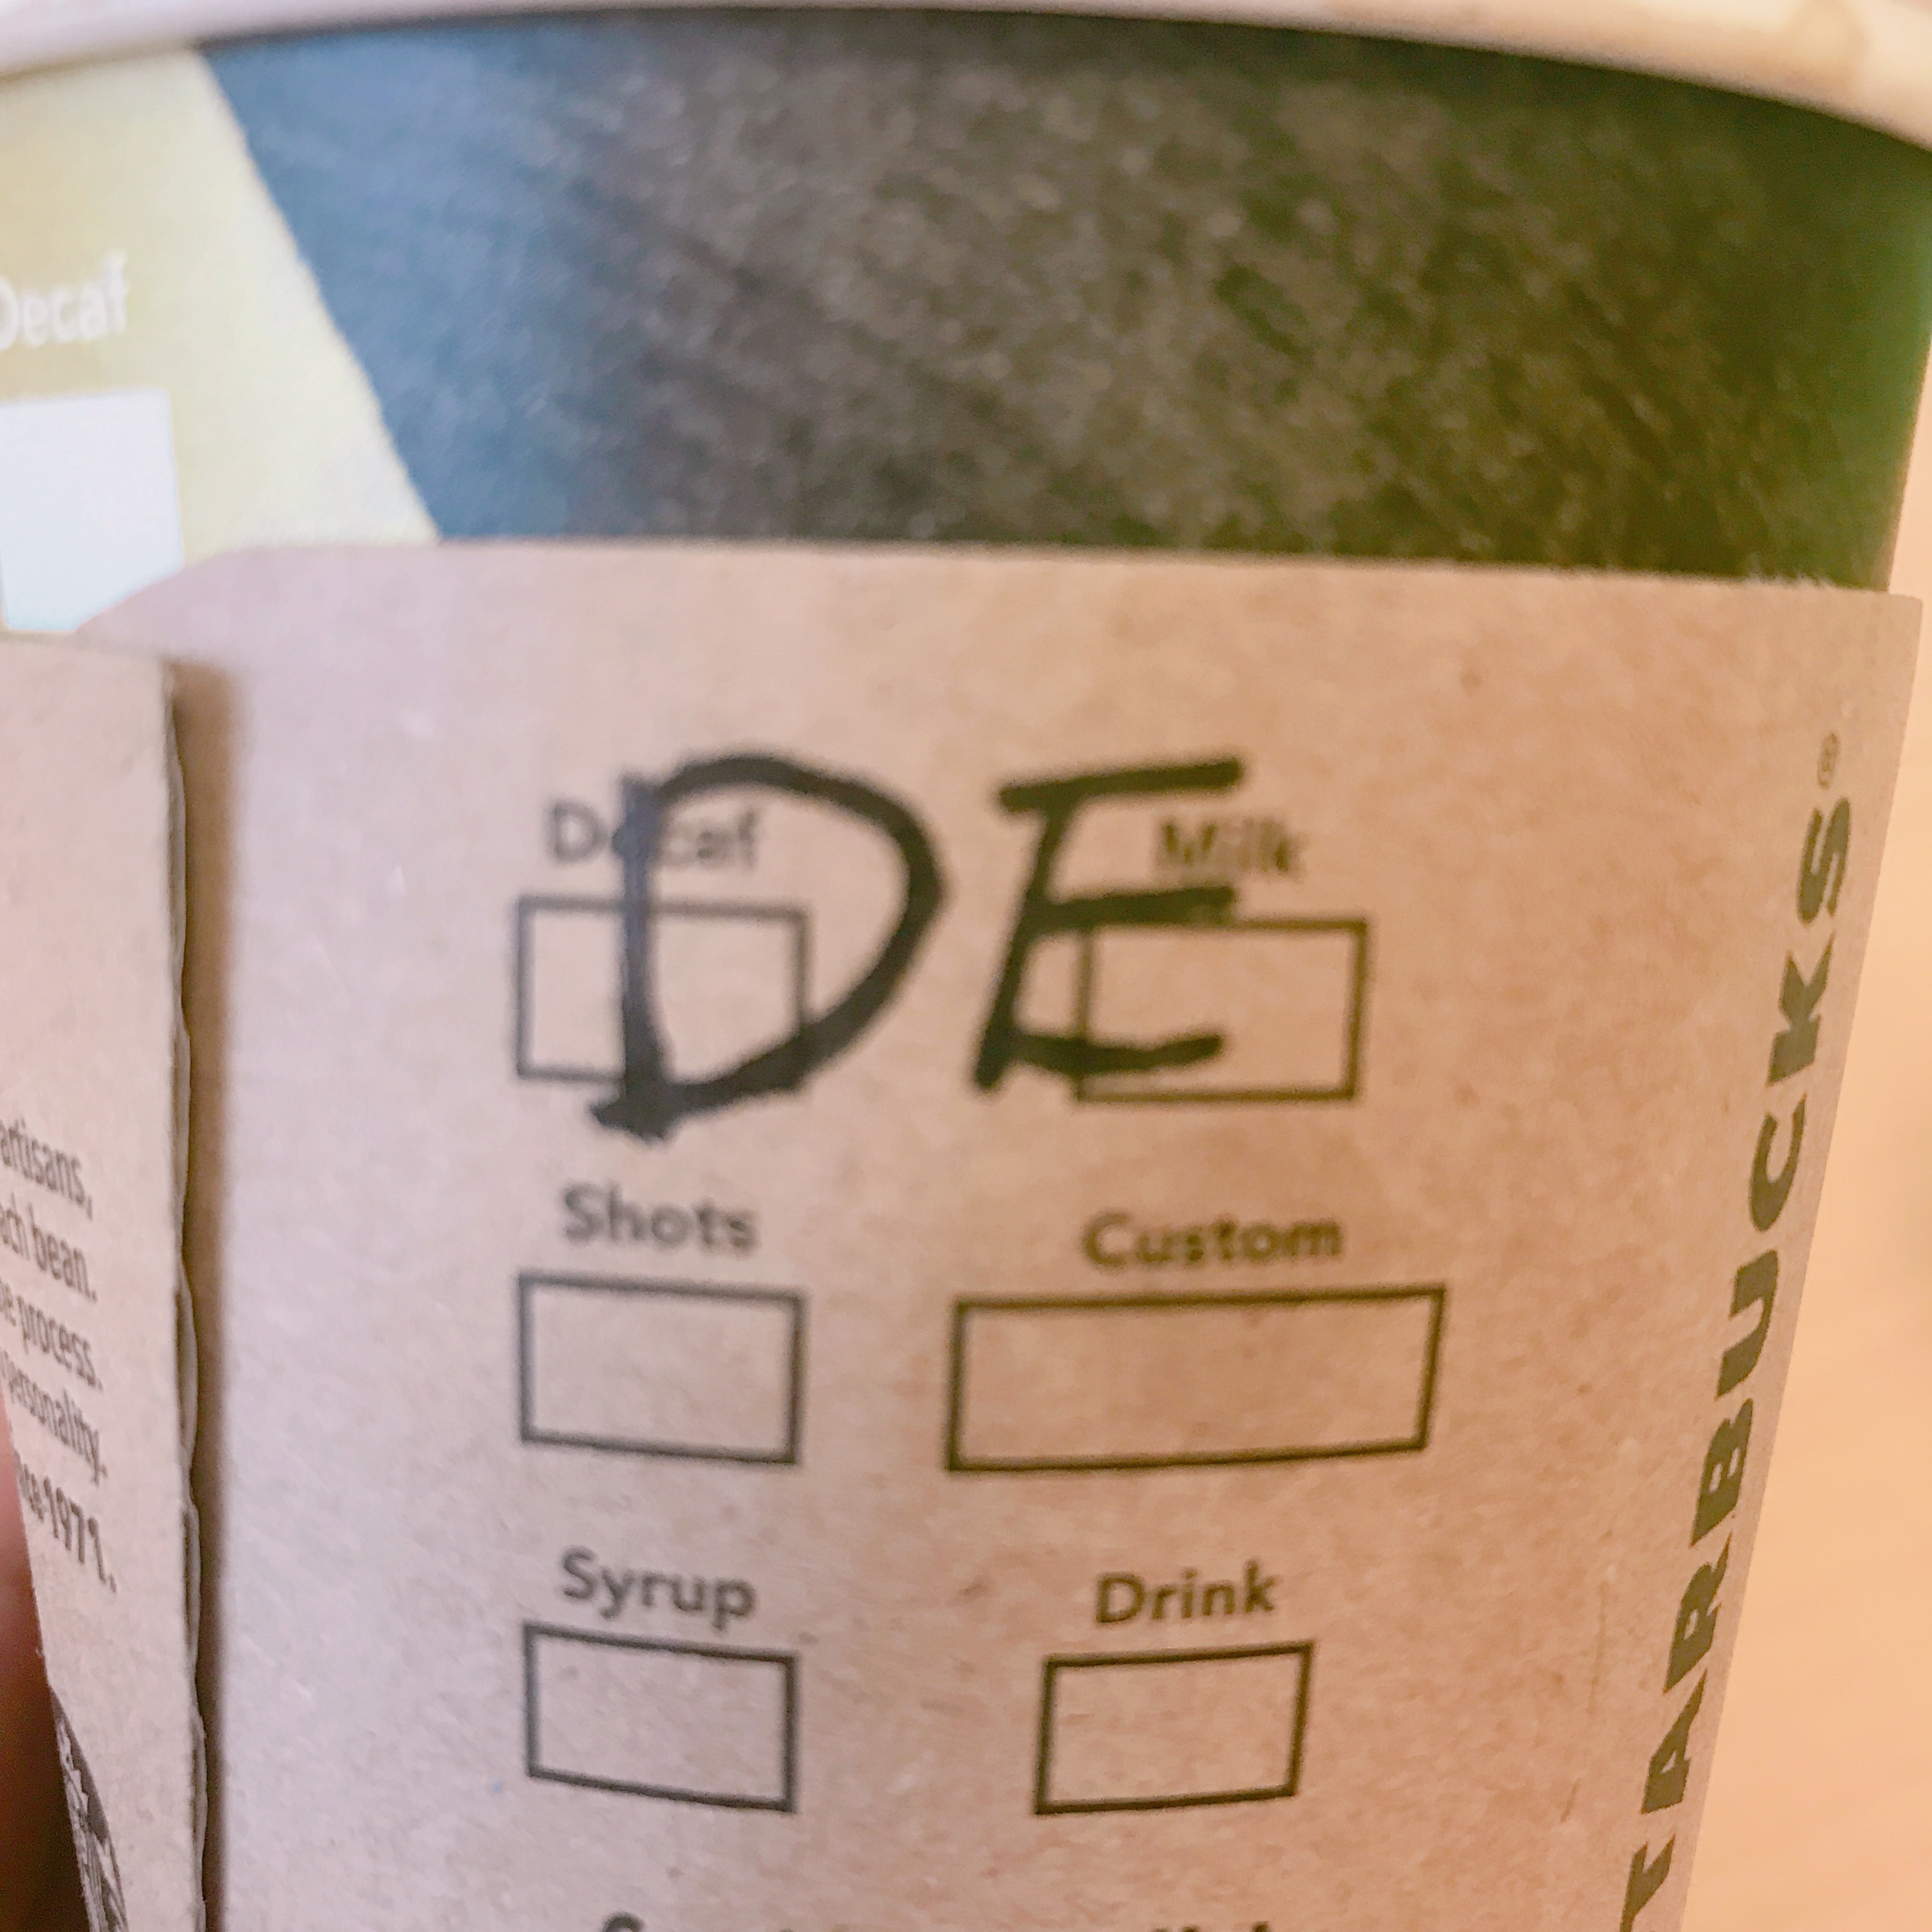 Decaf
DE
Decaf Milk
Shots Custom
Syrup Drink
STARBUCKS®
artisans,
each bean.
process.
personality.
1971.